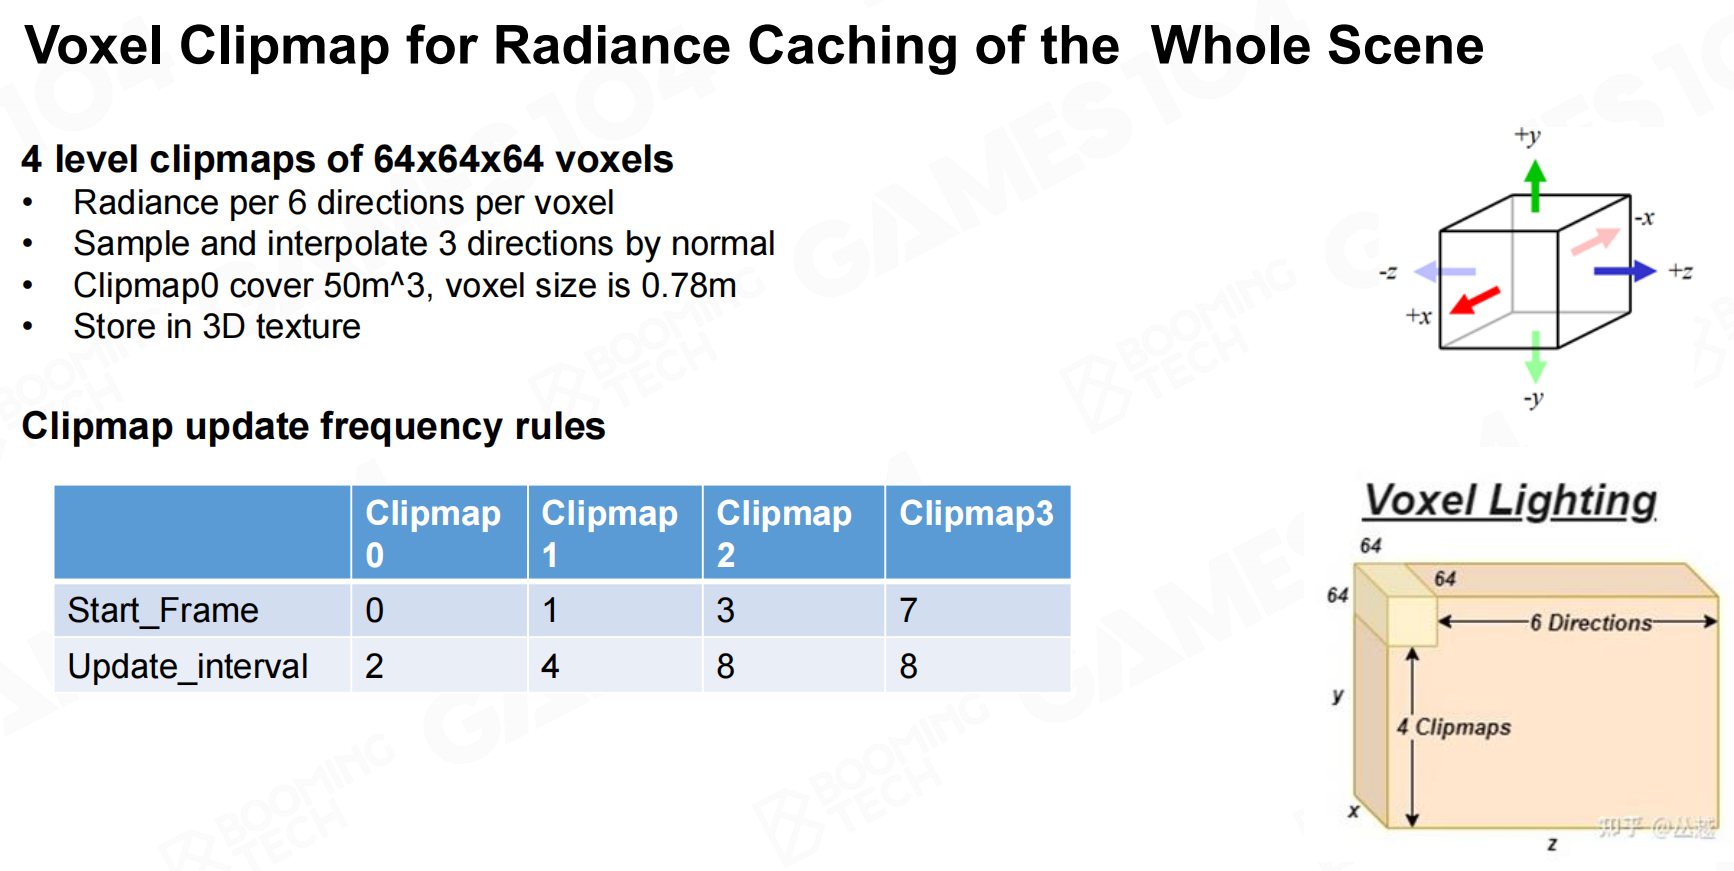 Voxel Clipmap for Radiance Caching of the Whole Scene
4 level clipmaps of 64x64x64 voxels
• Radiance per 6 directions per voxel
• Sample and interpolate 3 directions by normal
• Clipmap0 cover 50m^3, voxel size is 0.78m
• Store in 3D texture
+y
-x
-z
+z
+x
-y
Clipmap update frequency rules
Clipmap 0 Clipmap 1 Clipmap 2 Clipmap3
Start_Frame 0 1 3 7
Update_interval 2 4 8 8
Voxel Lighting
64
64
64
6 Directions
y
4 Clipmaps
x
z
知乎 @丛越
GAMES104
BOOMING TECH